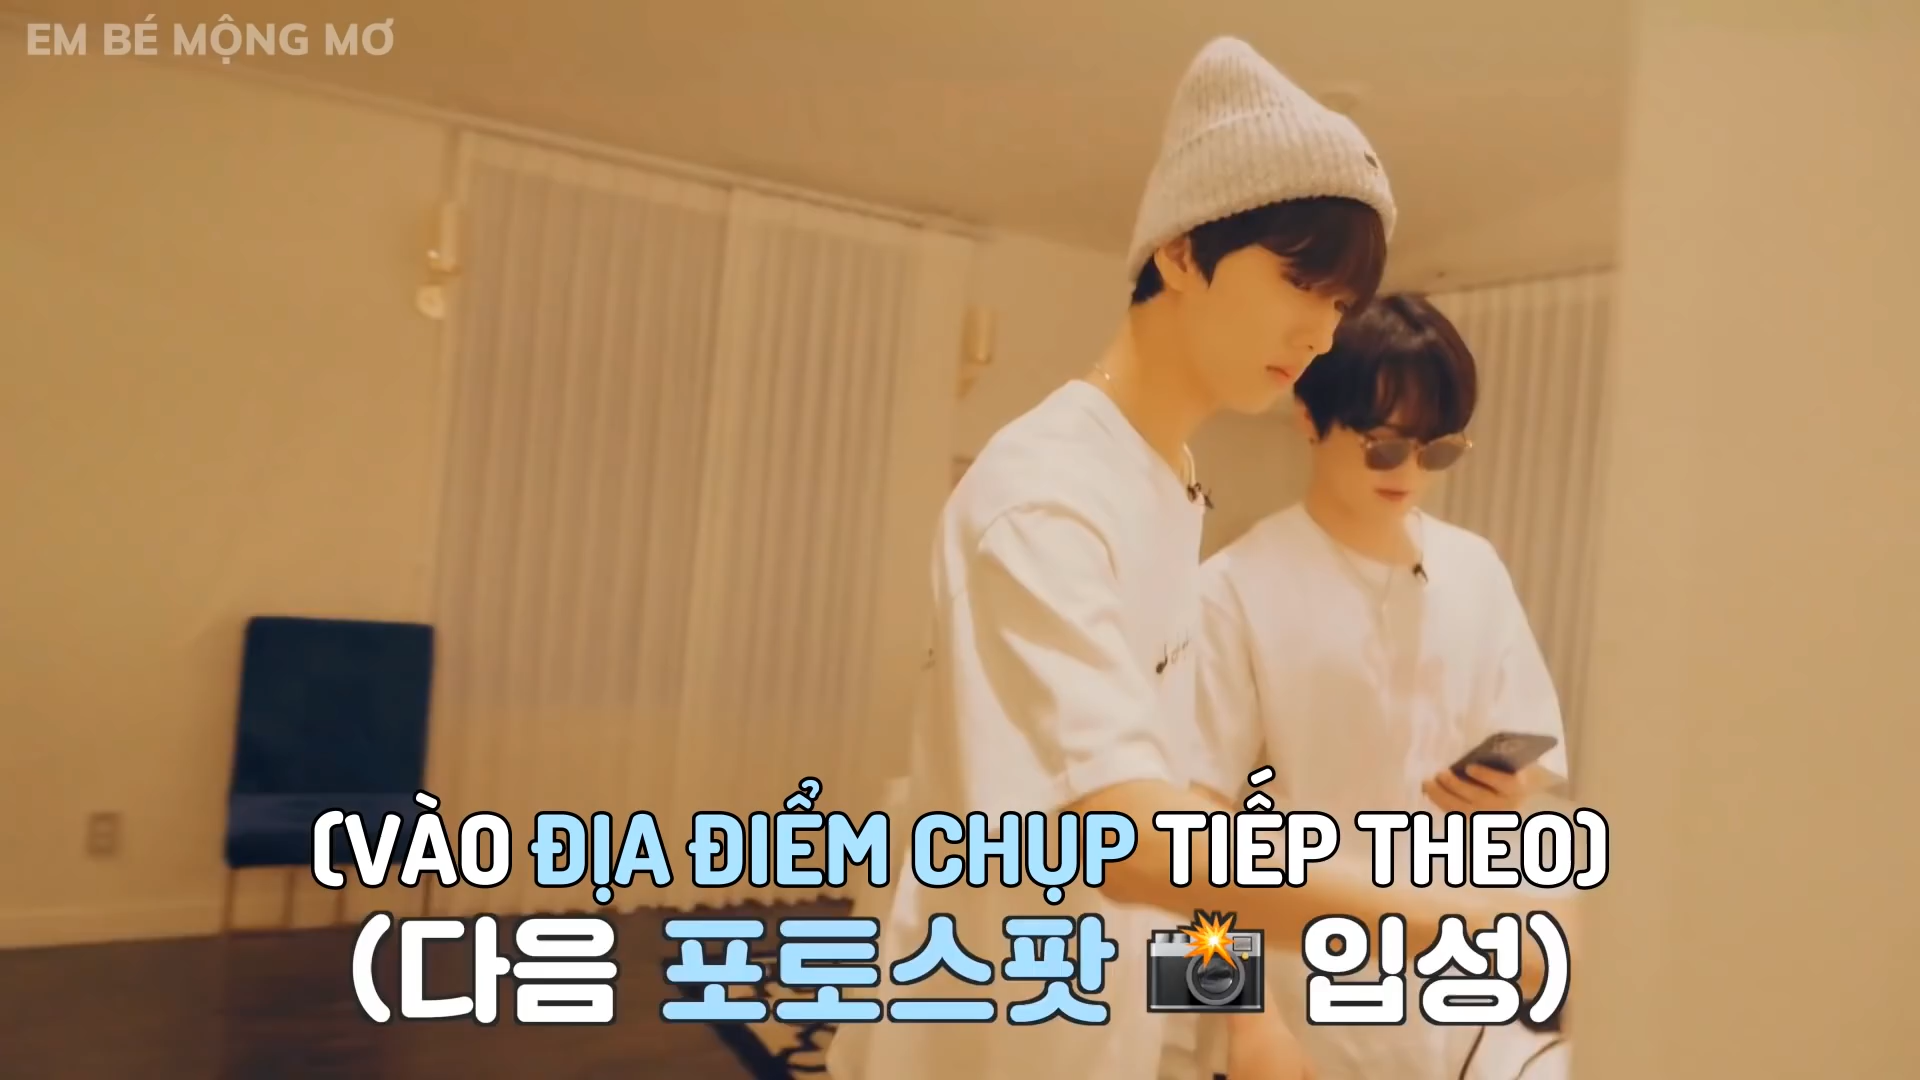 EM BÉ MỘNG MƠ
(VÀO ĐỊA ĐIỂM CHỤP TIẾP THEO)
(다음 포토스팟 📸 입성)